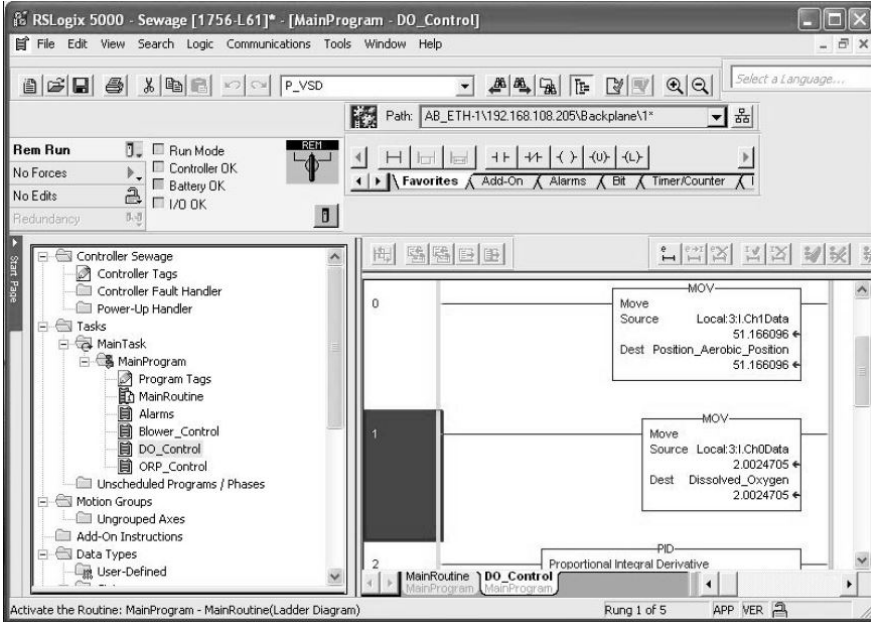 RSLogix 5000 - Sewage [1756-L61]* - [MainProgram - DO_Control]
File Edit View Search Logic Communications Tools Window Help
P_VSD
Select a Language...
Path: AB_ETH-1\192.168.108.205\Backplane\1*
Rem Run
No Forces
No Edits
Redundancy
Run Mode
Controller OK
Battery OK
I/O OK
REM
Favorites Add-On Alarms Bit Timer/Counter
Start Page
Controller Sewage
Controller Tags
Controller Fault Handler
Power-Up Handler
Tasks
MainTask
MainProgram
Program Tags
MainRoutine
Alarms
Blower_Control
DO_Control
ORP_Control
Unscheduled Programs / Phases
Motion Groups
Ungrouped Axes
Add-On Instructions
Data Types
User-Defined
0
MOV
Move
Source Local:3:I.Ch1Data
51.166096
Dest Position_Aerobic_Position
51.166096
1
MOV
Move
Source Local:3:I.Ch0Data
2.0024705
Dest Dissolved_Oxygen
2.0024705
2
PID
Proportional Integral Derivative
MainRoutine DO_Control
MainProgram MainProgram
Activate the Routine: MainProgram - MainRoutine(Ladder Diagram)
Rung 1 of 5 APP VER